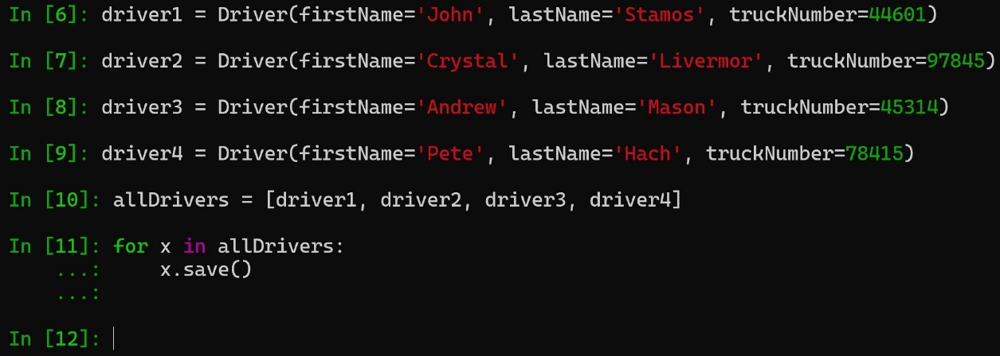 In [6]: driver1 = Driver(firstName='John', lastName='Stamos', truckNumber=44601)
In [7]: driver2 = Driver(firstName='Crystal', lastName='Livermor', truckNumber=97845)
In [8]: driver3 = Driver(firstName='Andrew', lastName='Mason', truckNumber=45314)
In [9]: driver4 = Driver(firstName='Pete', lastName='Hach', truckNumber=78415)
In [10]: allDrivers = [driver1, driver2, driver3, driver4]
In [11]: for x in allDrivers:
    ...:     x.save()
    ...:
In [12]: